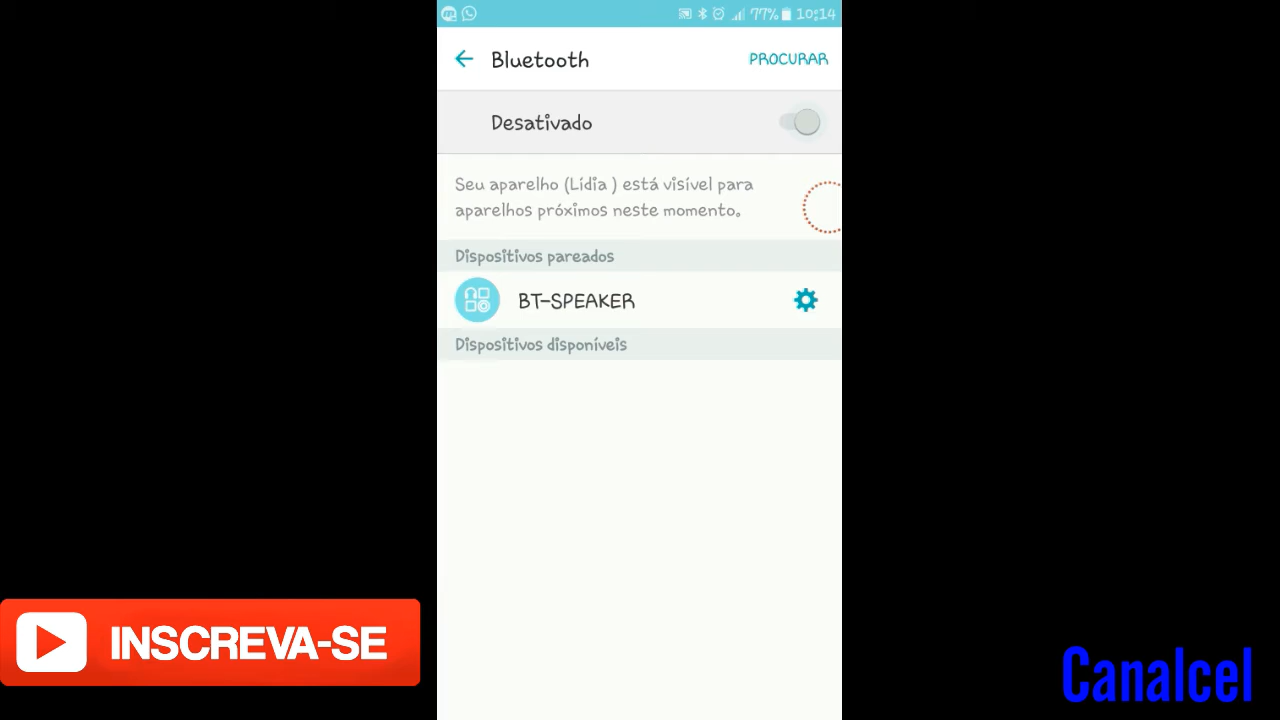 77% 10:14
Bluetooth
PROCURAR
Desativado
Seu aparelho (Lídia ) está visível para
aparelhos próximos neste momento.
Dispositivos pareados
BT-SPEAKER
Dispositivos disponíveis
INSCREVA-SE
Canalcel